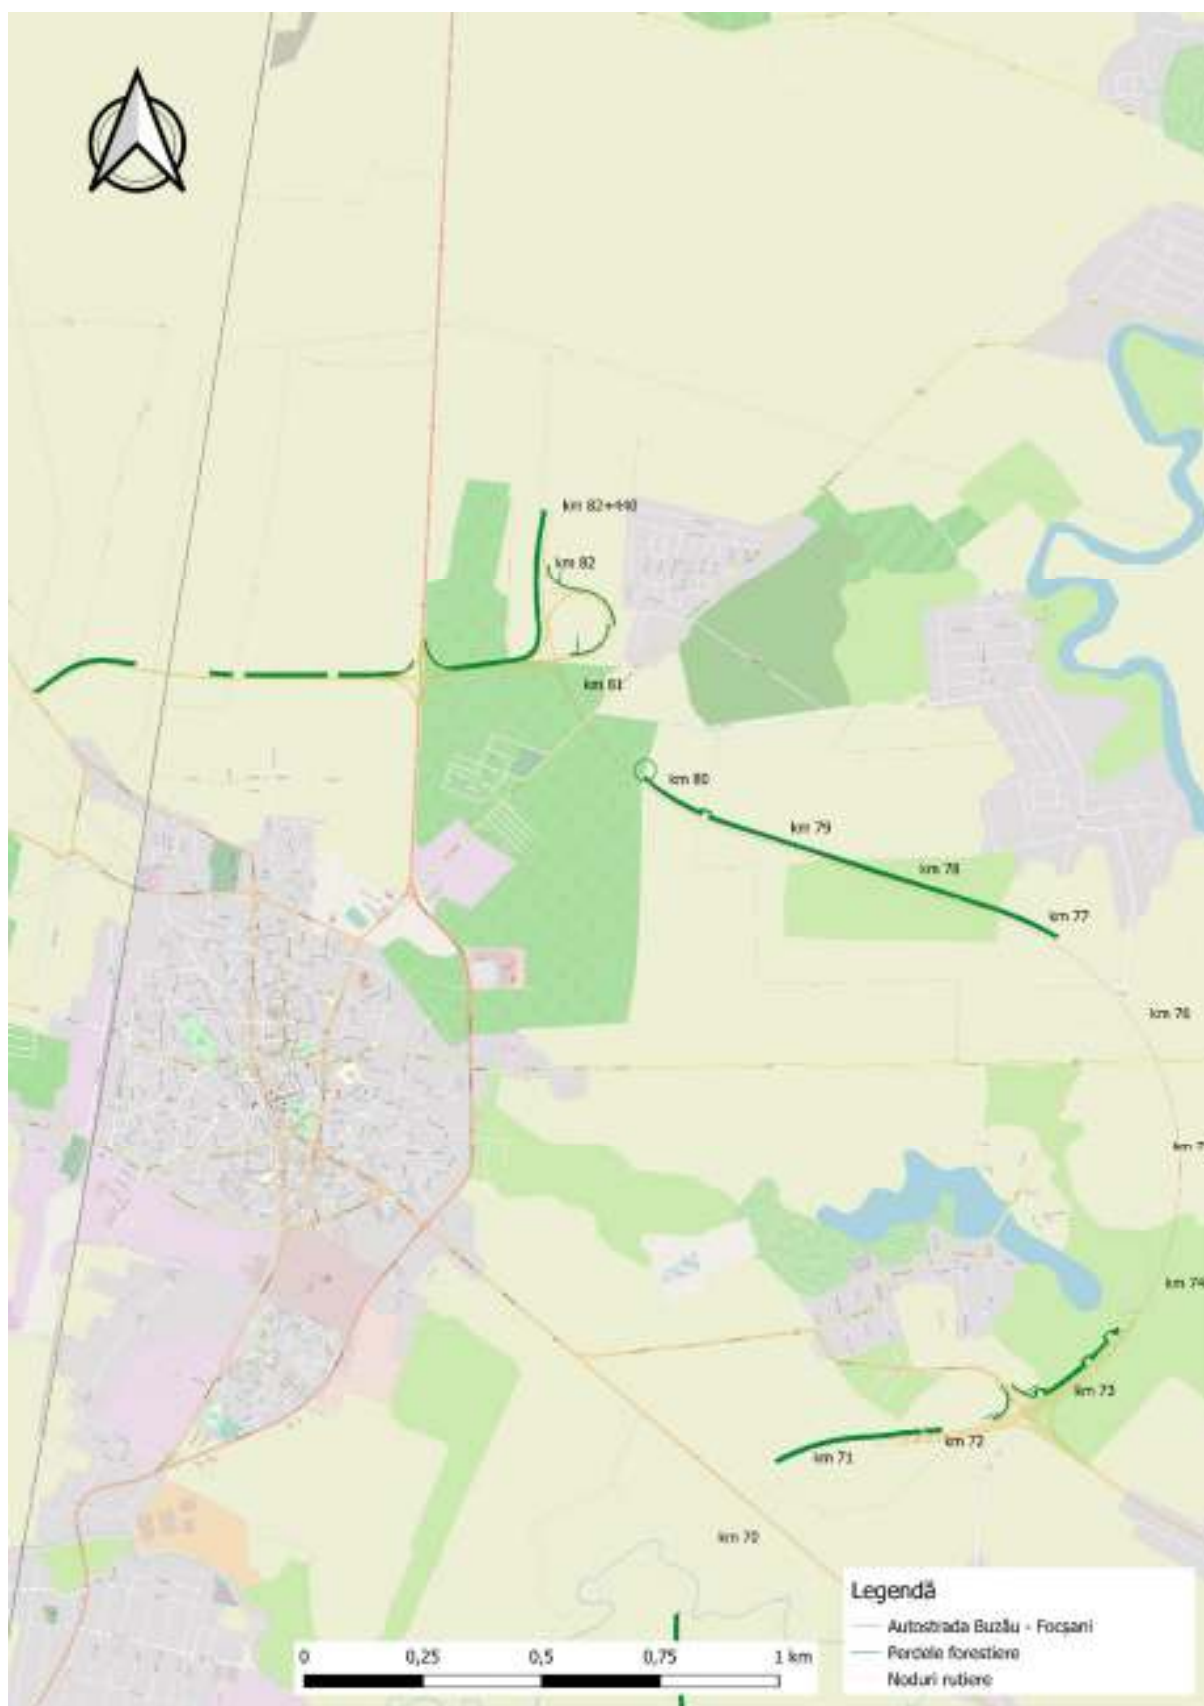 km 82+440
km 82
km 81
km 80
km 79
km 78
km 77
km 76
km 7
km 74
km 73
km 72
km 71
km 70
Legendă
Autostrada Buzău - Focșani
Perdele forestiere
Noduri rutiere
0 0,25 0,5 0,75 1 km